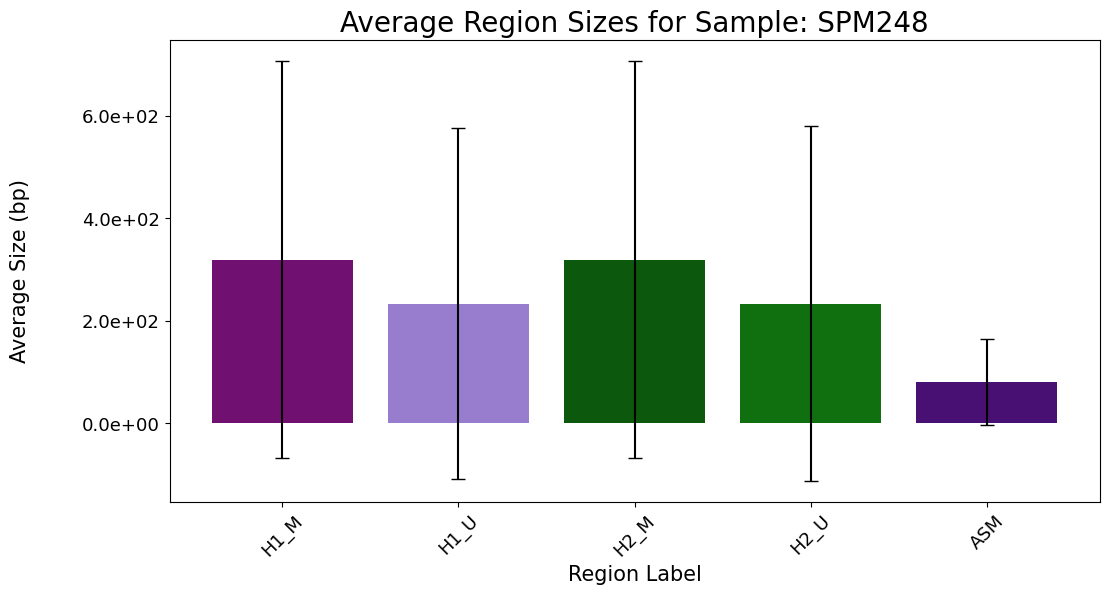 Average Region Sizes for Sample: SPM248
Average Size (bp)
6.0e+02
4.0e+02
2.0e+02
0.0e+00
H1_M
H1_U
H2_M
H2_U
ASM
Region Label